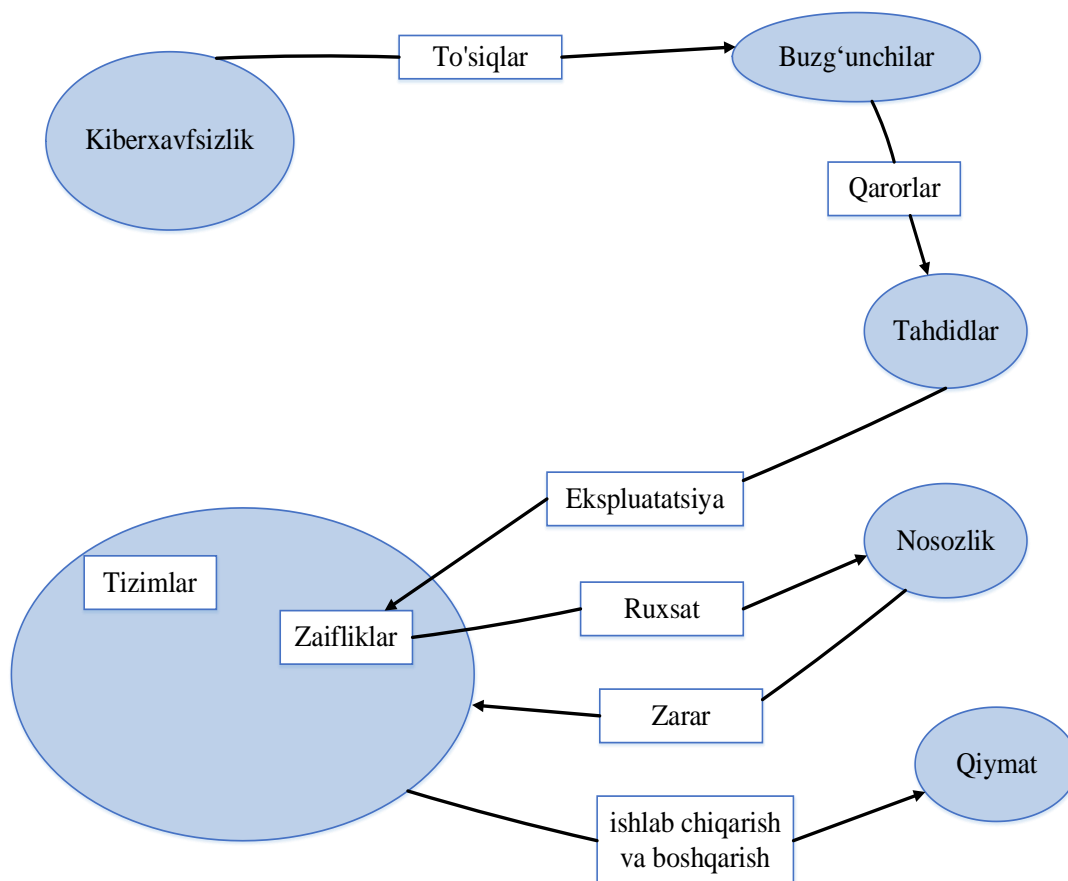 To'siqlar
Buzg‘unchilar
Kiberxavfsizlik
Qarorlar
Tahdidlar
Ekspluatatsiya
Nosozlik
Tizimlar
Ruxsat
Zaifliklar
Zarar
Qiymat
ishlab chiqarish
va boshqarish